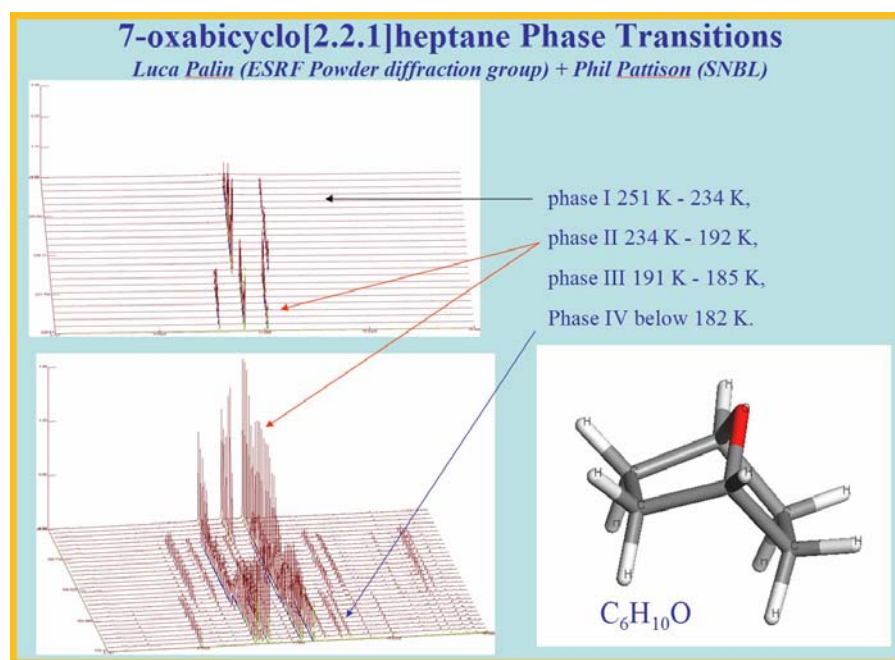 7-oxabicyclo[2.2.1]heptane Phase Transitions
Luca Palin (ESRF Powder diffraction group) + Phil Pattison (SNBL)
phase I 251 K - 234 K,
phase II 234 K - 192 K,
phase III 191 K - 185 K,
Phase IV below 182 K.
H
H
H
H
H
H
H
H
C₆H₁₀O